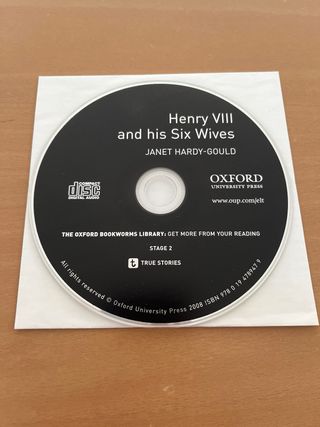 Henry VIII
and his Six Wives
JANET HARDY-GOULD
COMPACT
disc
DIGITAL AUDIO
OXFORD
UNIVERSITY PRESS
www.oup.com/elt
THE OXFORD BOOKWORMS LIBRARY: GET MORE FROM YOUR READING
STAGE 2
t TRUE STORIES
All rights reserved © Oxford University Press 2008 ISBN 978 0 19 478947 9